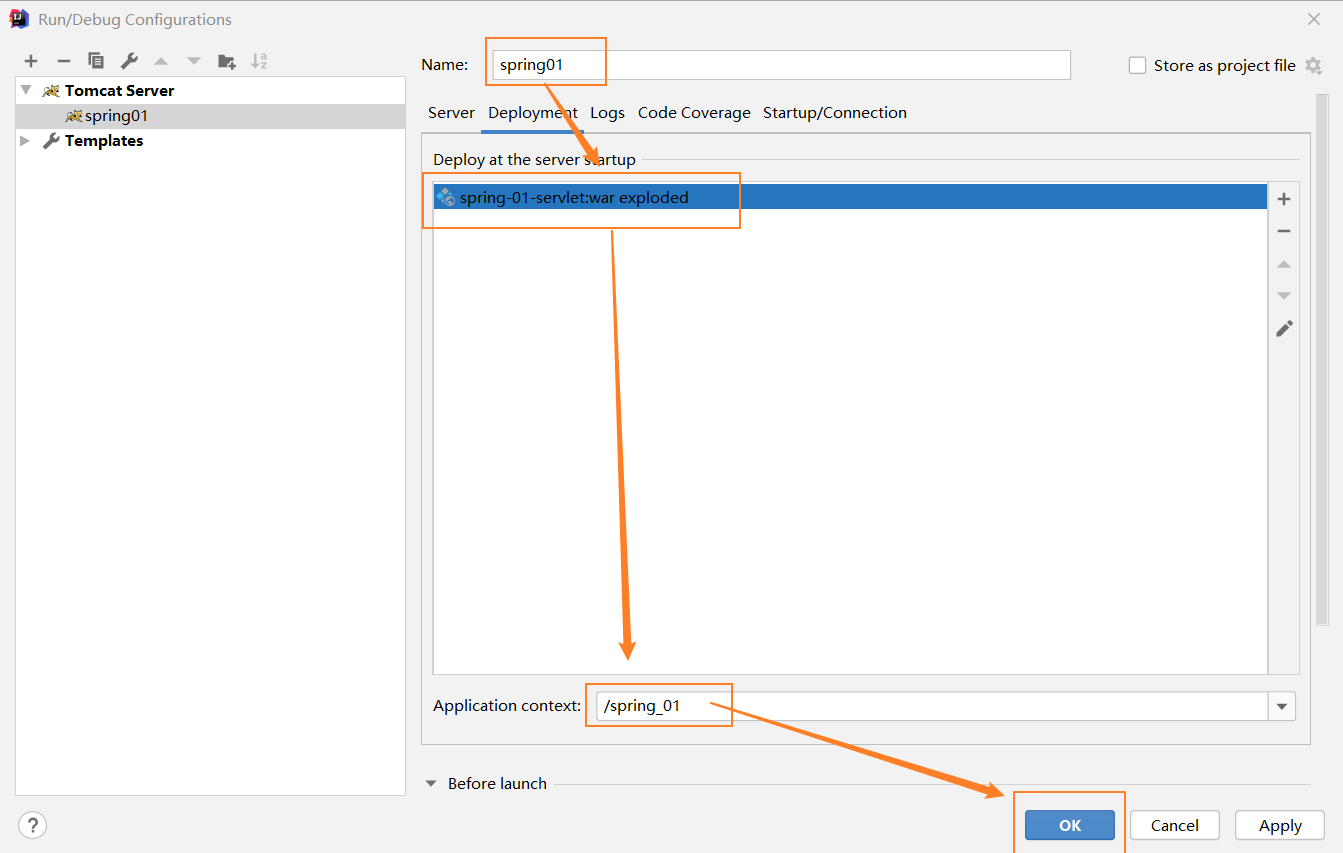 Run/Debug Configurations
Name: spring01
Store as project file
Tomcat Server
spring01
Templates
Server Deployment Logs Code Coverage Startup/Connection
Deploy at the server startup
spring-01-servlet:war exploded
Application context: /spring_01
Before launch
? OK Cancel Apply